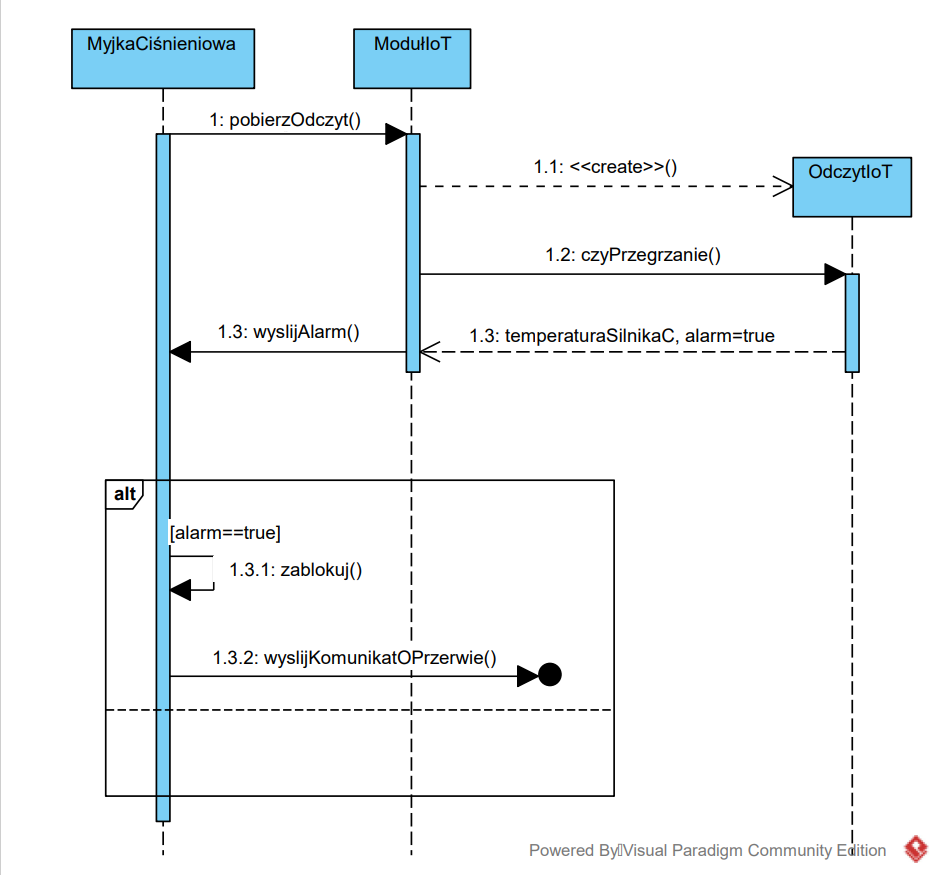 MyjkaCiśnieniowa
ModułIoT
1: pobierzOdczyt()
1.1: <<create>>()
OdczytIoT
1.2: czyPrzegrzanie()
1.3: wyslijAlarm()
1.3: temperaturaSilnikaC, alarm=true
alt
[alarm==true]
1.3.1: zablokuj()
1.3.2: wyslijKomunikatOPrzerwie()
Powered By Visual Paradigm Community Edition